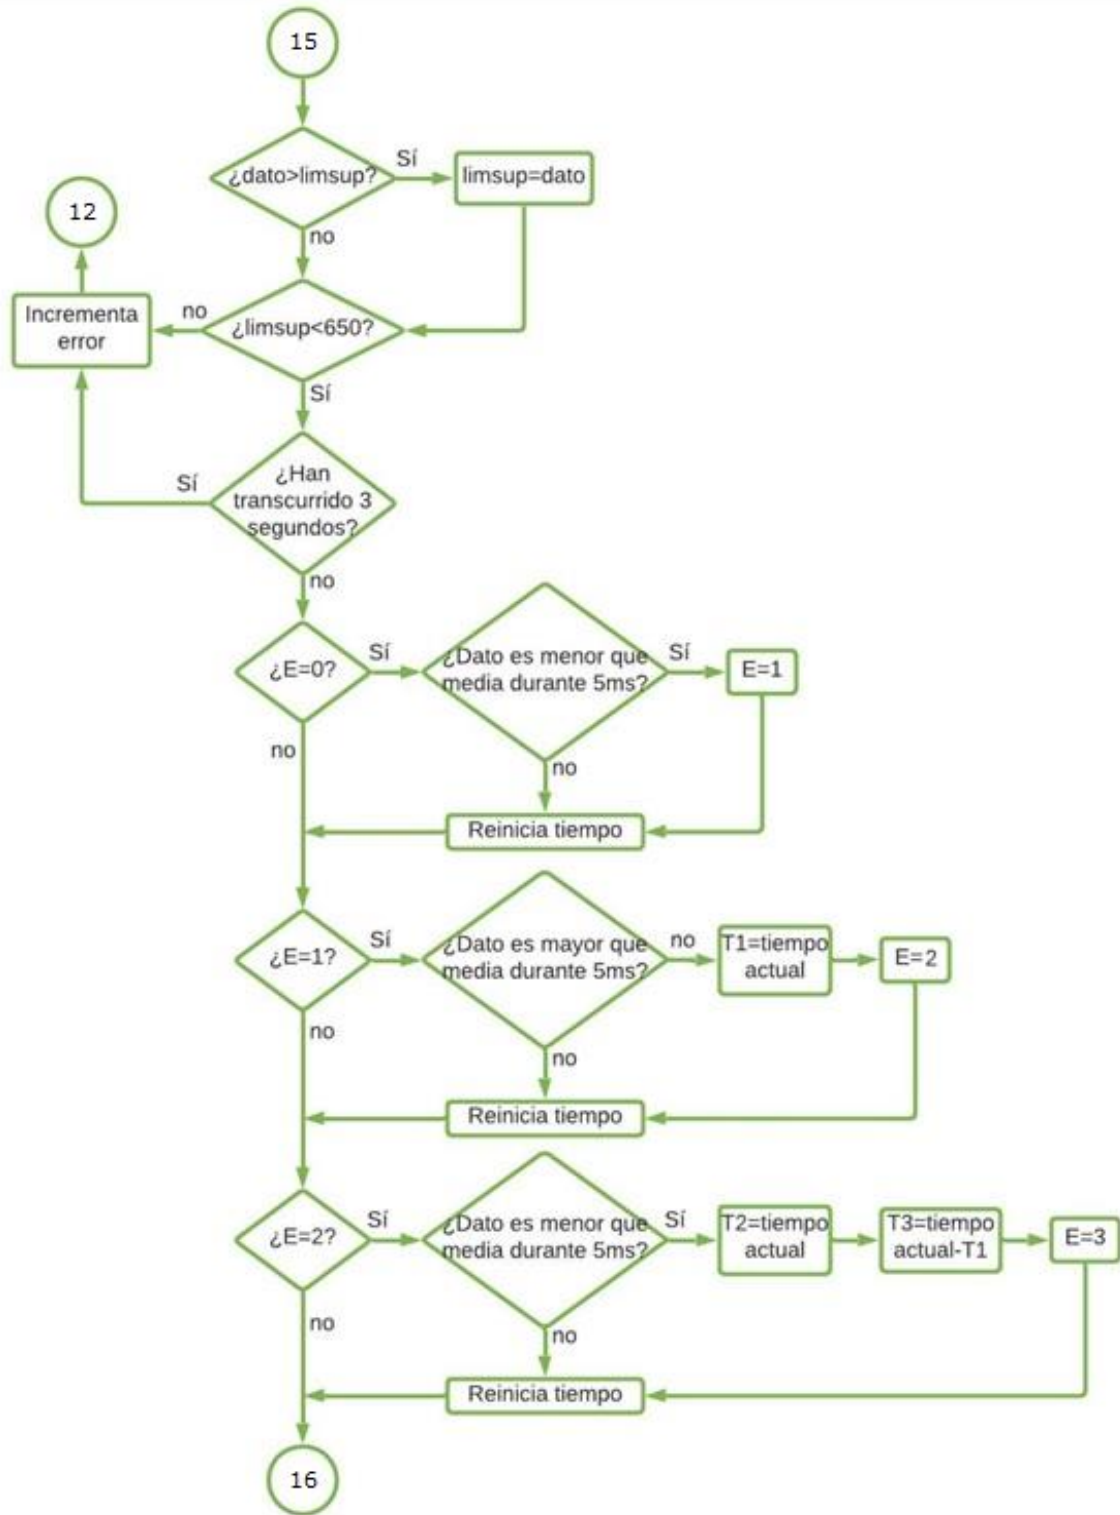 15
¿dato>limsup?
Sí
limsup=dato
no
12
Incrementa
error
no
¿limsup<650?
Sí
Sí
¿Han
transcurrido 3
segundos?
no
¿E=0?
Sí
¿Dato es menor que
media durante 5ms?
Sí
E=1
no
no
Reinicia tiempo
¿E=1?
Sí
¿Dato es mayor que
media durante 5ms?
no
T1=tiempo
actual
E=2
no
no
Reinicia tiempo
¿E=2?
Sí
¿Dato es menor que
media durante 5ms?
Sí
T2=tiempo
actual
T3=tiempo
actual-T1
E=3
no
no
Reinicia tiempo
16